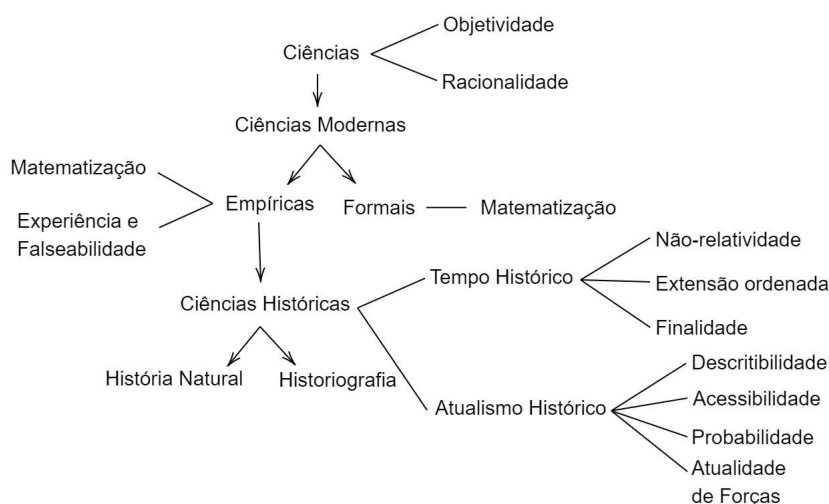 Objetividade
Ciências
Racionalidade
Ciências Modernas
Matematização
Experiência e
Falseabilidade
Empíricas
Formais
Matematização
Não-relatividade
Tempo Histórico
Extensão ordenada
Finalidade
Ciências Históricas
História Natural
Historiografia
Descritibilidade
Atualismo Histórico
Acessibilidade
Probabilidade
Atualidade
de Forças